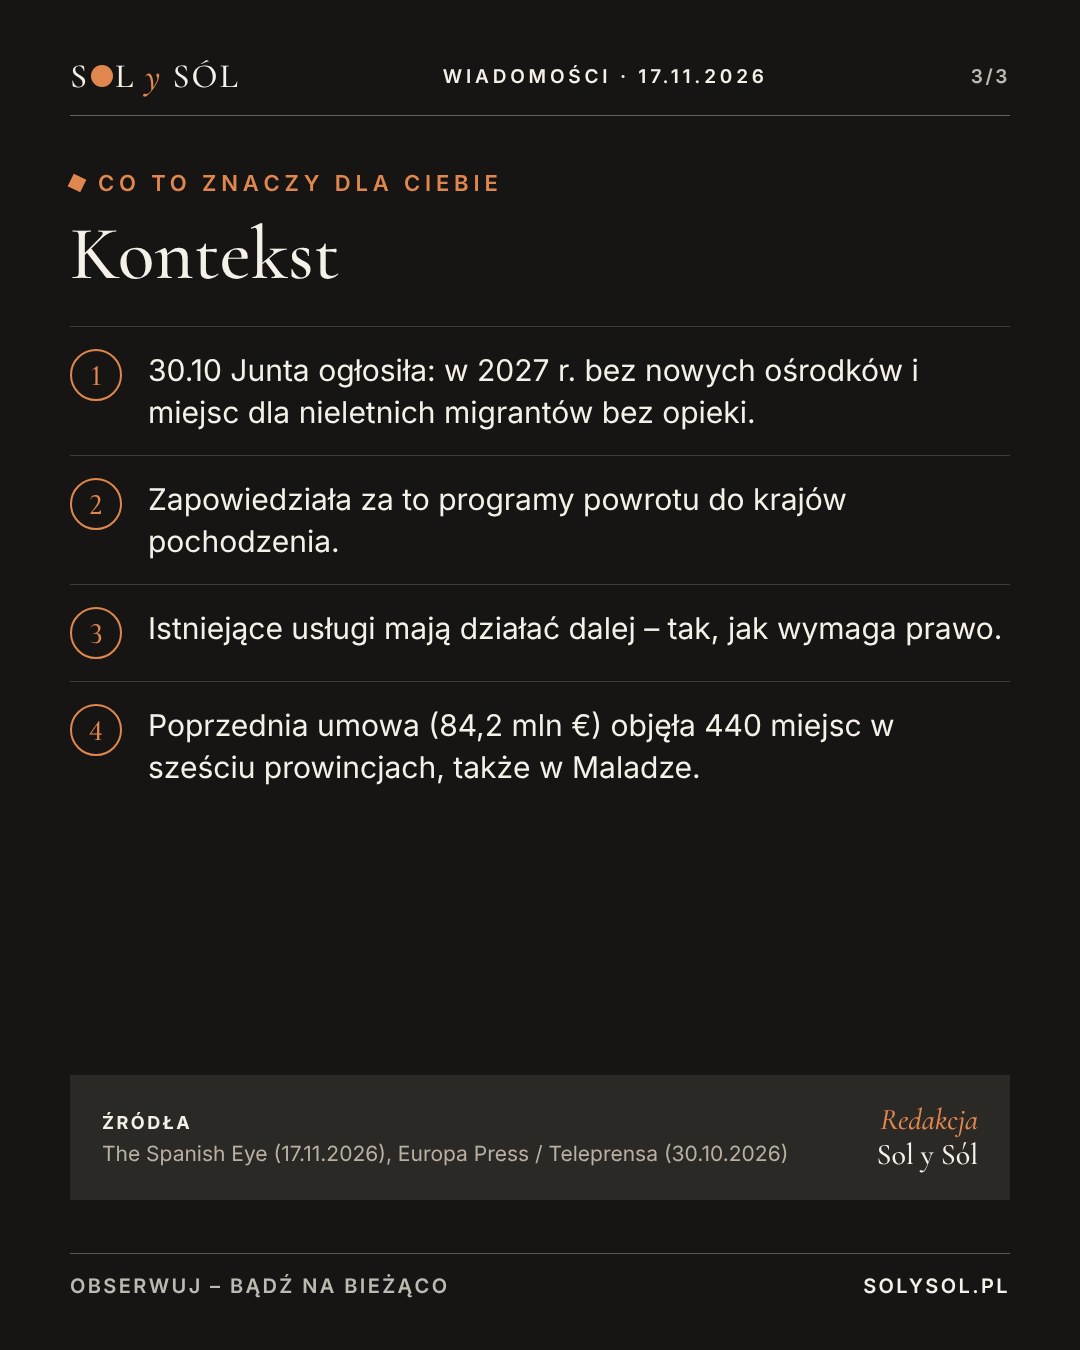 SOL y SÓL
WIADOMOŚCI · 17.11.2026
3/3
CO TO ZNACZY DLA CIEBIE
Kontekst
1
30.10 Junta ogłosiła: w 2027 r. bez nowych ośrodków i
miejsc dla nieletnich migrantów bez opieki.
2
Zapowiedziała za to programy powrotu do krajów
pochodzenia.
3
Istniejące usługi mają działać dalej – tak, jak wymaga prawo.
4
Poprzednia umowa (84,2 mln €) objęła 440 miejsc w
sześciu prowincjach, także w Maladze.
ŹRÓDŁA
The Spanish Eye (17.11.2026), Europa Press / Teleprensa (30.10.2026)
Redakcja
Sol y Sól
OBSERWUJ – BĄDŹ NA BIEŻĄCO
SOLYSOL.PL